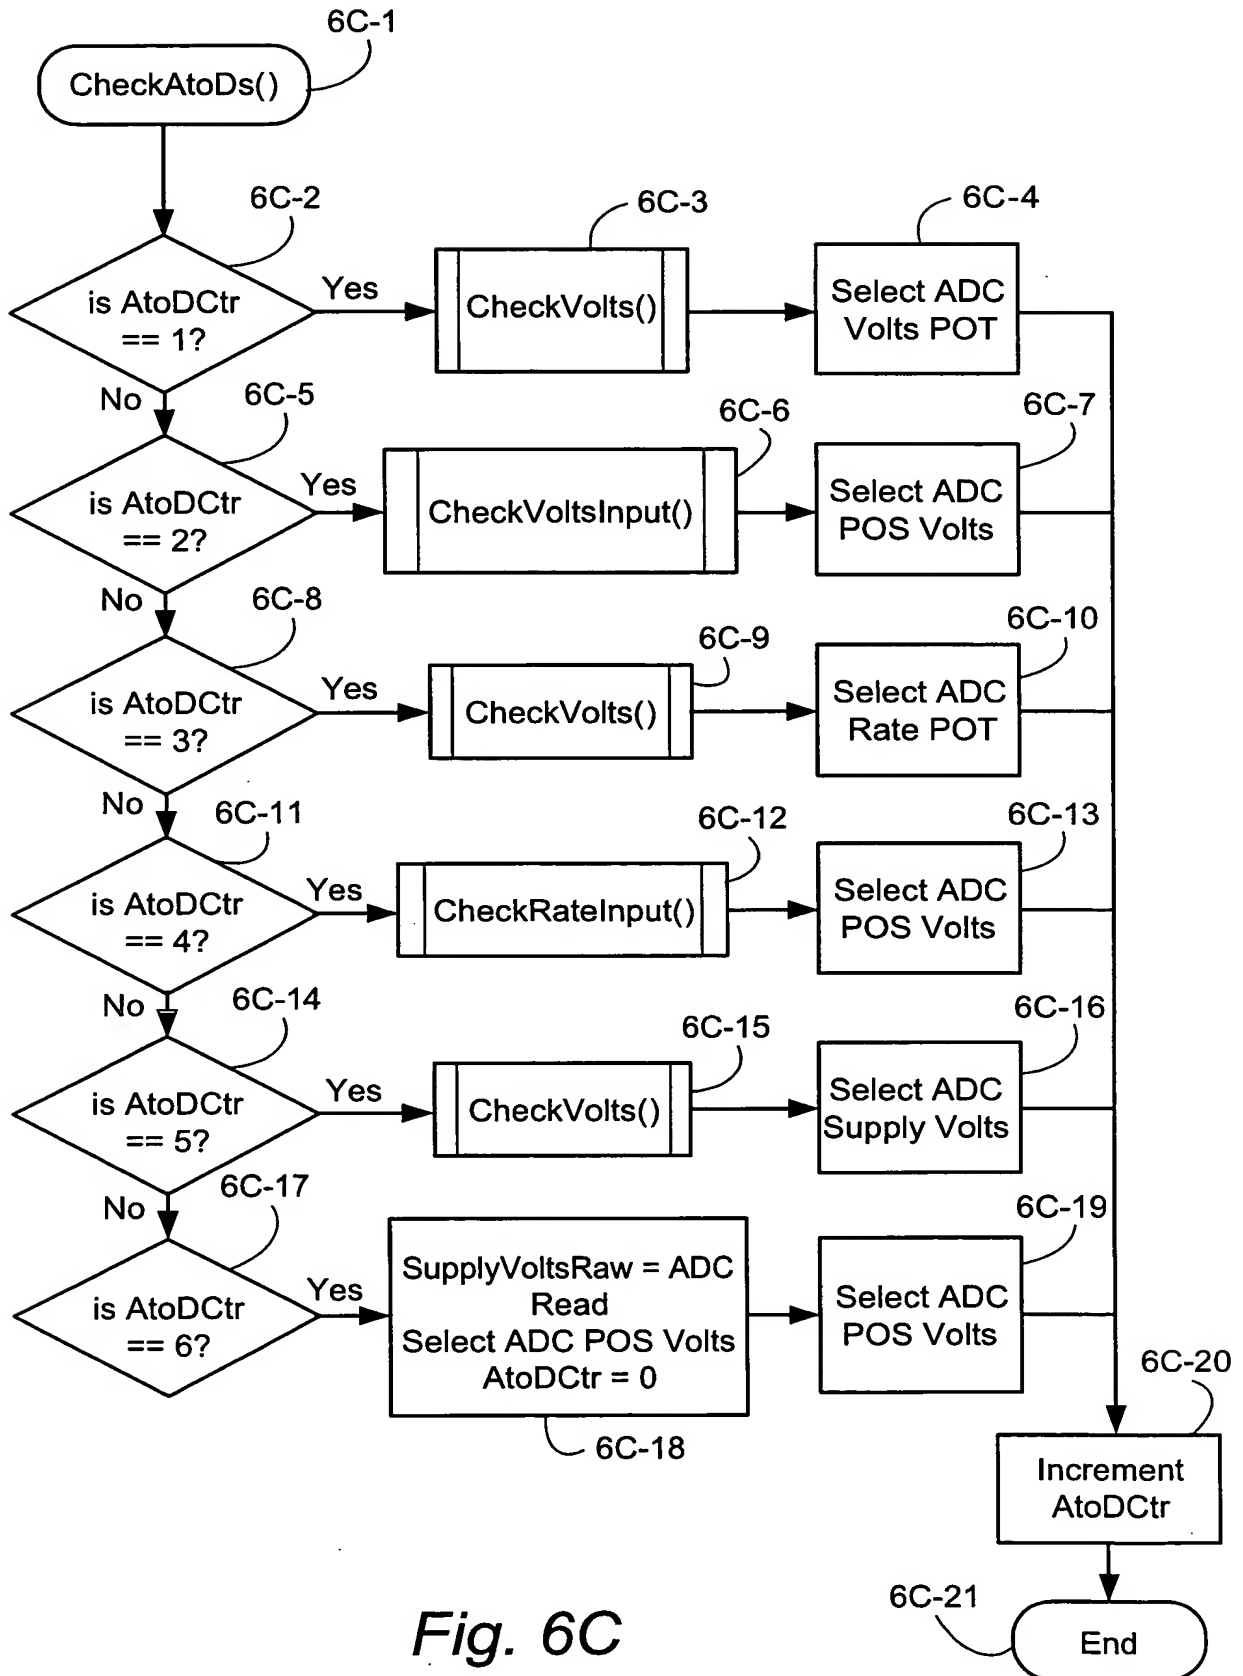 6C-1
CheckAtoDs()
6C-2
6C-3
6C-4
is AtoDCtr
== 1?
Yes
CheckVolts()
Select ADC
Volts POT
No
6C-5
6C-6
6C-7
is AtoDCtr
== 2?
Yes
CheckVoltsInput()
Select ADC
POS Volts
No
6C-8
6C-9
6C-10
is AtoDCtr
== 3?
Yes
CheckVolts()
Select ADC
Rate POT
No
6C-11
6C-12
6C-13
is AtoDCtr
== 4?
Yes
CheckRateInput()
Select ADC
POS Volts
No
6C-14
6C-15
6C-16
is AtoDCtr
== 5?
Yes
CheckVolts()
Select ADC
Supply Volts
No
6C-17
6C-19
is AtoDCtr
== 6?
Yes
SupplyVoltsRaw = ADC
Read
Select ADC POS Volts
AtoDCtr = 0
Select ADC
POS Volts
6C-18
6C-20
Increment
AtoDCtr
6C-21
End
Fig. 6C